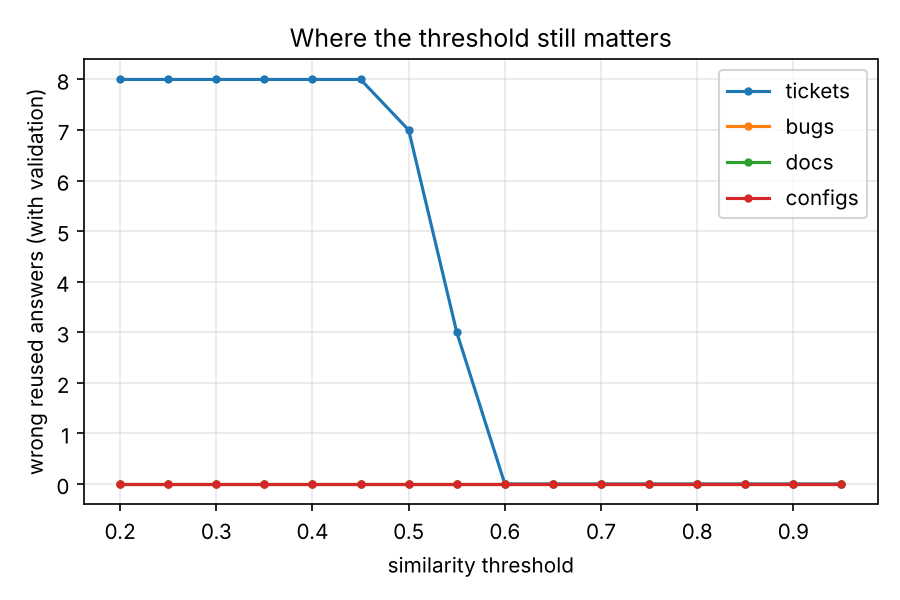 Where the threshold still matters
wrong reused answers (with validation)
8
7
6
5
4
3
2
1
0
tickets
bugs
docs
configs
0.2 0.3 0.4 0.5 0.6 0.7 0.8 0.9
similarity threshold